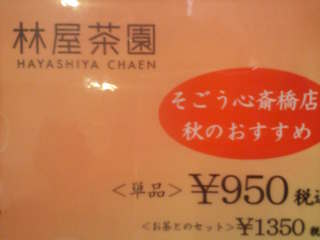 林屋茶園
HAYASHIYA CHAEN
そごう心斎橋店
秋のおすすめ
<単品> ¥950 税込
<お茶とのセット> ¥1350 税